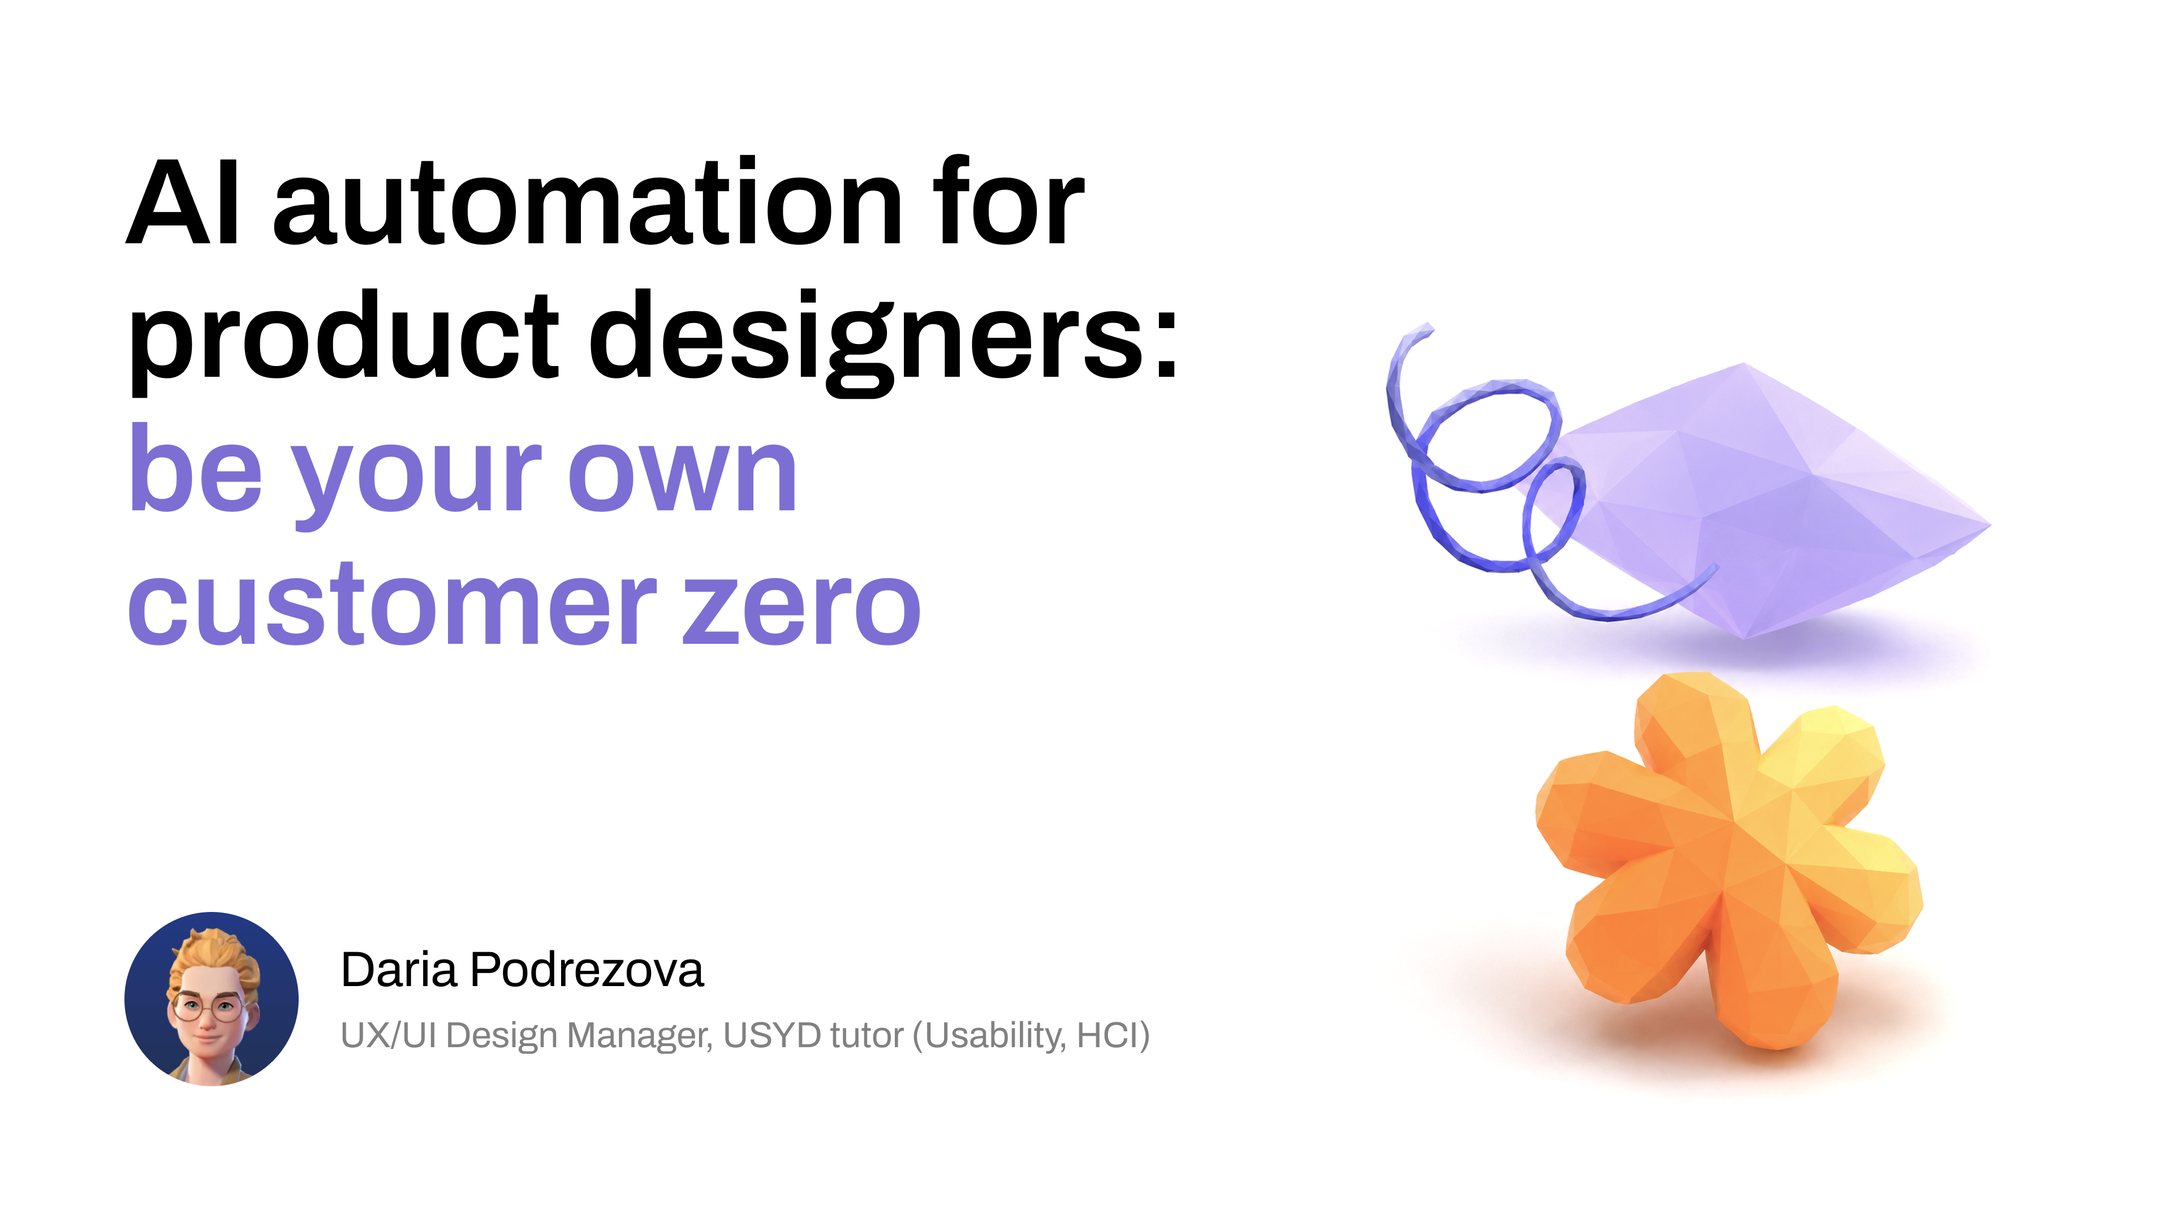 AI automation for
product designers:
be your own
customer zero
Daria Podrezova
UX/UI Design Manager, USYD tutor (Usability, HCI)